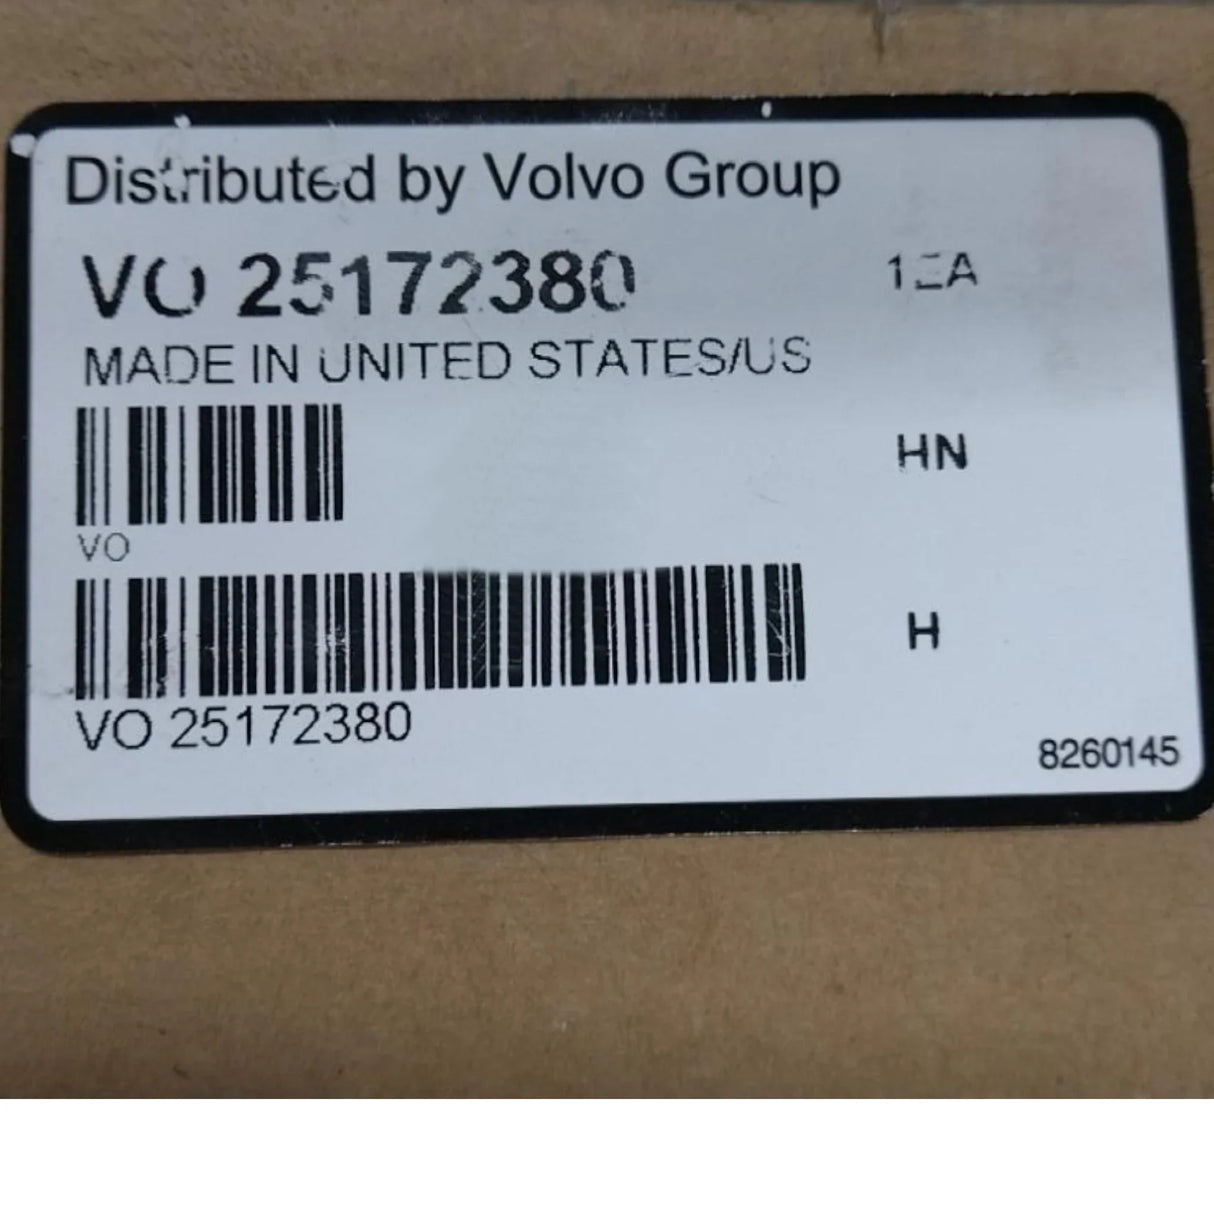 Distributed by Volvo Group
VO 25172380 1EA
MADE IN UNITED STATES/US
HN
VO
H
VO 25172380
8260145